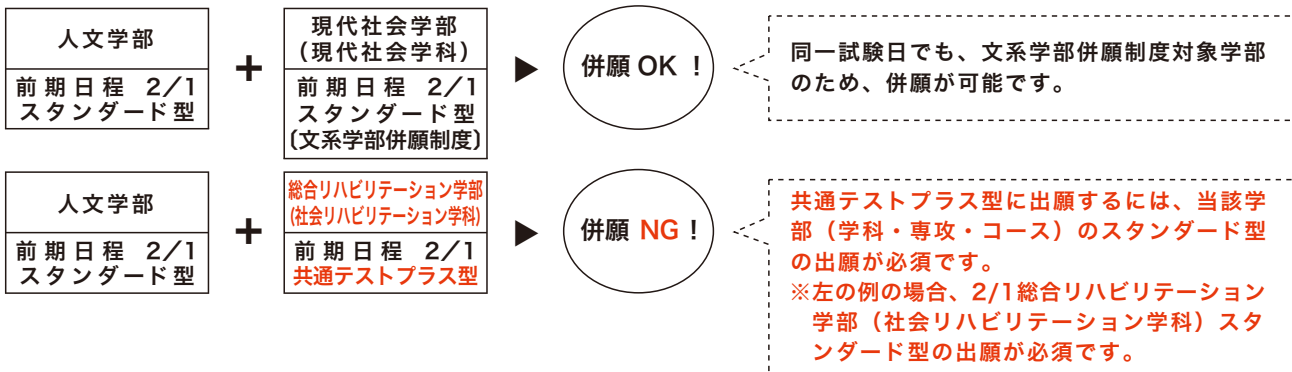 人文学部
前期日程 2/1
スタンダード型
+
現代社会学部
(現代社会学科)
前期日程 2/1
スタンダード型
〔文系学部併願制度〕
▶
併願 OK !
同一試験日でも、文系学部併願制度対象学部
のため、併願が可能です。
人文学部
前期日程 2/1
スタンダード型
+
総合リハビリテーション学部
(社会リハビリテーション学科)
前期日程 2/1
共通テストプラス型
▶
併願 NG !
共通テストプラス型に出願するには、当該学
部（学科・専攻・コース）のスタンダード型
の出願が必須です。
※左の例の場合、2/1総合リハビリテーション
学部（社会リハビリテーション学科）スタ
ンダード型の出願が必須です。